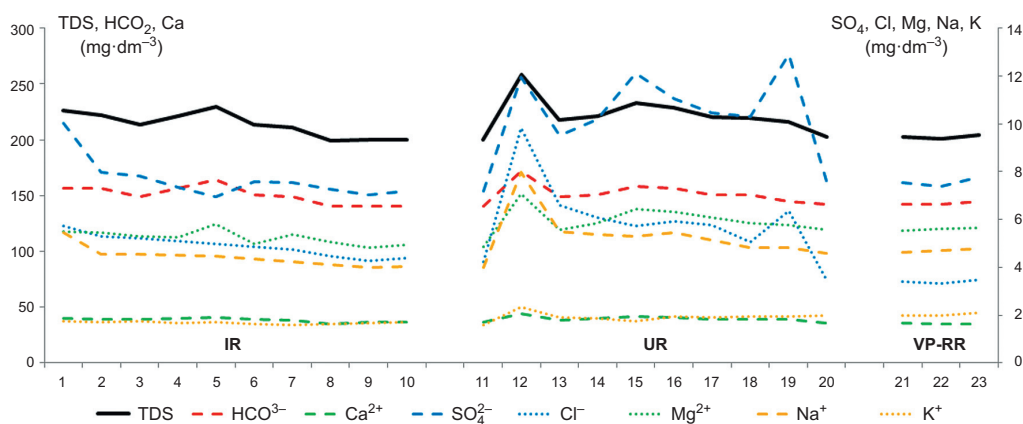 TDS, HCO₂, Ca
(mg·dm⁻³)
SO₄, Cl, Mg, Na, K
(mg·dm⁻³)
300
250
200
150
100
50
0
14
12
10
8
6
4
2
0
IR
UR
VP-RR
1 2 3 4 5 6 7 8 9 10 11 12 13 14 15 16 17 18 19 20 21 22 23
TDS HCO³⁻ Ca²⁺ SO₄²⁻ Cl⁻ Mg²⁺ Na⁺ K⁺